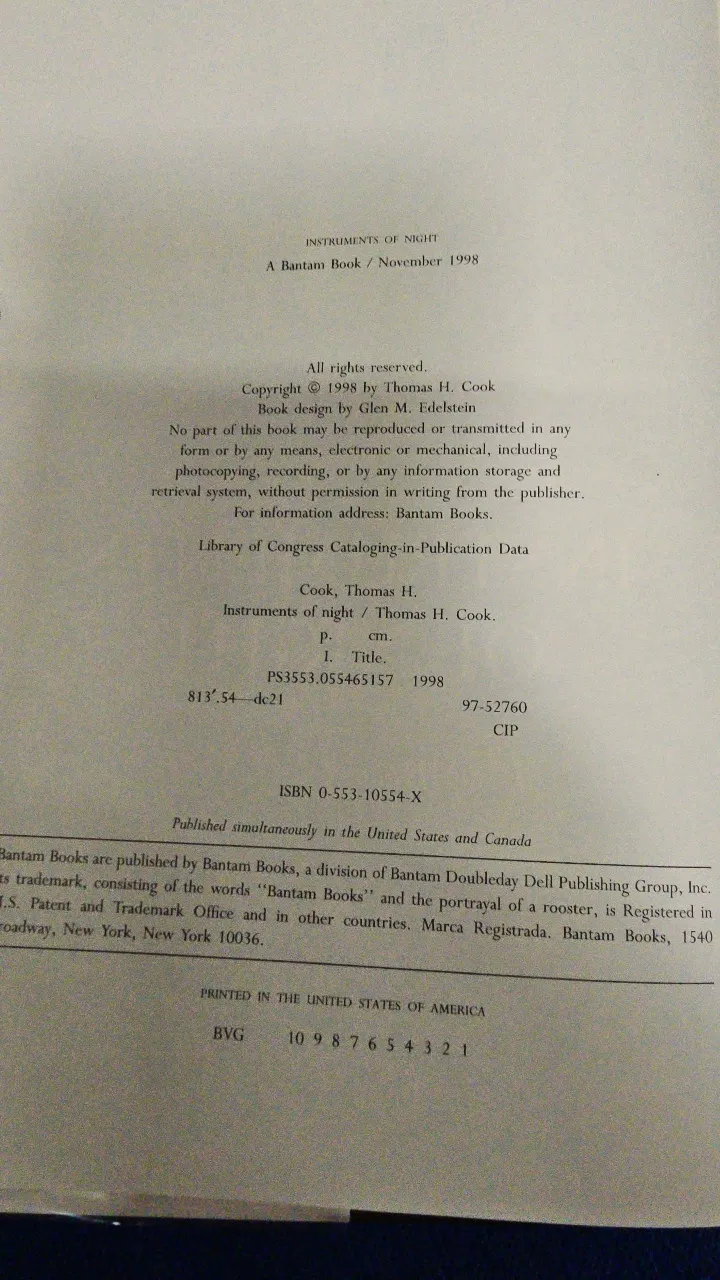 INSTRUMENTS OF NIGHT
A Bantam Book / November 1998
All rights reserved.
Copyright © 1998 by Thomas H. Cook
Book design by Glen M. Edelstein
No part of this book may be reproduced or transmitted in any
form or by any means, electronic or mechanical, including
photocopying, recording, or by any information storage and
retrieval system, without permission in writing from the publisher.
For information address: Bantam Books.
Library of Congress Cataloging-in-Publication Data
Cook, Thomas H.
Instruments of night / Thomas H. Cook.
p. cm.
I. Title.
PS3553.055465157 1998
813′.54—dc21 97-52760
CIP
ISBN 0-553-10554-X
Published simultaneously in the United States and Canada
Bantam Books are published by Bantam Books, a division of Bantam Doubleday Dell Publishing Group, Inc.
ts trademark, consisting of the words "Bantam Books" and the portrayal of a rooster, is Registered in
.S. Patent and Trademark Office and in other countries. Marca Registrada. Bantam Books, 1540
roadway, New York, New York 10036.
PRINTED IN THE UNITED STATES OF AMERICA
BVG 10 9 8 7 6 5 4 3 2 1